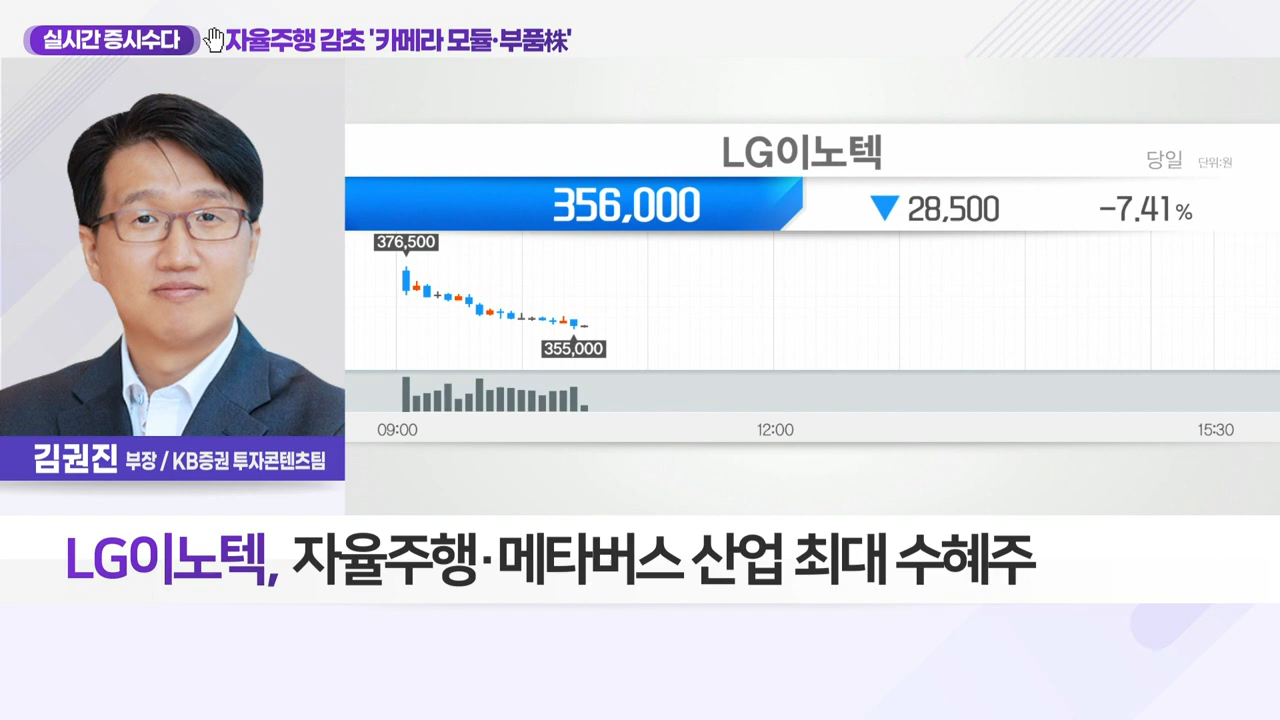 실시간 증시수다
자율주행 감초 '카메라 모듈·부품株'
LG이노텍
당일 단위:원
356,000 ▼ 28,500 -7.41%
376,500
355,000
09:00 12:00 15:30
김권진 부장 / KB증권 투자콘텐츠팀
LG이노텍, 자율주행·메타버스 산업 최대 수혜주